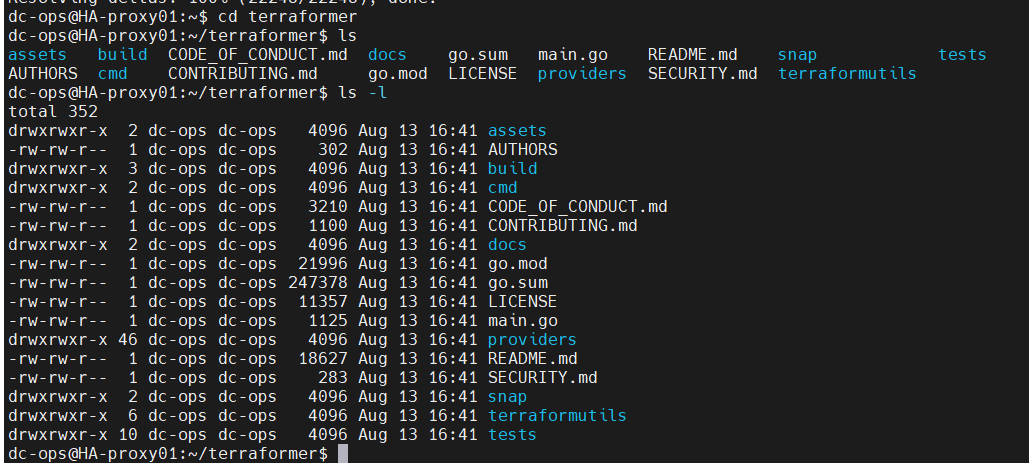 Resolving deltas: 100% (22248/22248), done.
dc-ops@HA-proxy01:~$ cd terraformer
dc-ops@HA-proxy01:~/terraformer$ ls
assets build CODE_OF_CONDUCT.md docs go.sum main.go README.md snap tests
AUTHORS cmd CONTRIBUTING.md go.mod LICENSE providers SECURITY.md terraformutils
dc-ops@HA-proxy01:~/terraformer$ ls -l
total 352
drwxrwxr-x 2 dc-ops dc-ops 4096 Aug 13 16:41 assets
-rw-rw-r-- 1 dc-ops dc-ops 302 Aug 13 16:41 AUTHORS
drwxrwxr-x 3 dc-ops dc-ops 4096 Aug 13 16:41 build
drwxrwxr-x 2 dc-ops dc-ops 4096 Aug 13 16:41 cmd
-rw-rw-r-- 1 dc-ops dc-ops 3210 Aug 13 16:41 CODE_OF_CONDUCT.md
-rw-rw-r-- 1 dc-ops dc-ops 1100 Aug 13 16:41 CONTRIBUTING.md
drwxrwxr-x 2 dc-ops dc-ops 4096 Aug 13 16:41 docs
-rw-rw-r-- 1 dc-ops dc-ops 21996 Aug 13 16:41 go.mod
-rw-rw-r-- 1 dc-ops dc-ops 247378 Aug 13 16:41 go.sum
-rw-rw-r-- 1 dc-ops dc-ops 11357 Aug 13 16:41 LICENSE
-rw-rw-r-- 1 dc-ops dc-ops 1125 Aug 13 16:41 main.go
drwxrwxr-x 46 dc-ops dc-ops 4096 Aug 13 16:41 providers
-rw-rw-r-- 1 dc-ops dc-ops 18627 Aug 13 16:41 README.md
-rw-rw-r-- 1 dc-ops dc-ops 283 Aug 13 16:41 SECURITY.md
drwxrwxr-x 2 dc-ops dc-ops 4096 Aug 13 16:41 snap
drwxrwxr-x 6 dc-ops dc-ops 4096 Aug 13 16:41 terraformutils
drwxrwxr-x 10 dc-ops dc-ops 4096 Aug 13 16:41 tests
dc-ops@HA-proxy01:~/terraformer$